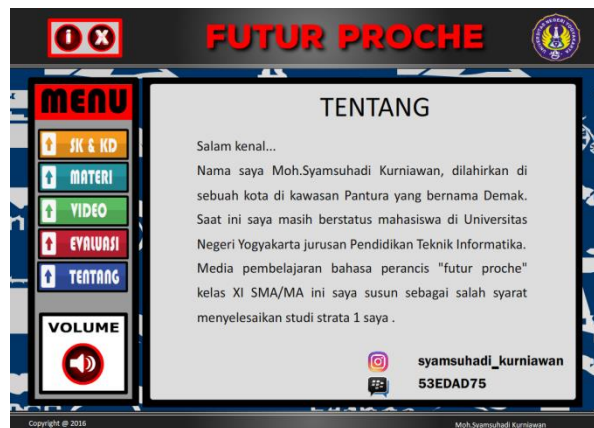 i X
FUTUR PROCHE
MENU
SK & KD
MATERI
VIDEO
EVALUASI
TENTANG
VOLUME
TENTANG
Salam kenal...
Nama saya Moh.Syamsuhadi Kurniawan, dilahirkan di
sebuah kota di kawasan Pantura yang bernama Demak.
Saat ini saya masih berstatus mahasiswa di Universitas
Negeri Yogyakarta jurusan Pendidikan Teknik Informatika.
Media pembelajaran bahasa perancis "futur proche"
kelas XI SMA/MA ini saya susun sebagai salah syarat
menyelesaikan studi strata 1 saya .
syamsuhadi_kurniawan
53EDAD75
Copyright @ 2016
Moh.Syamsuhadi Kurniawan